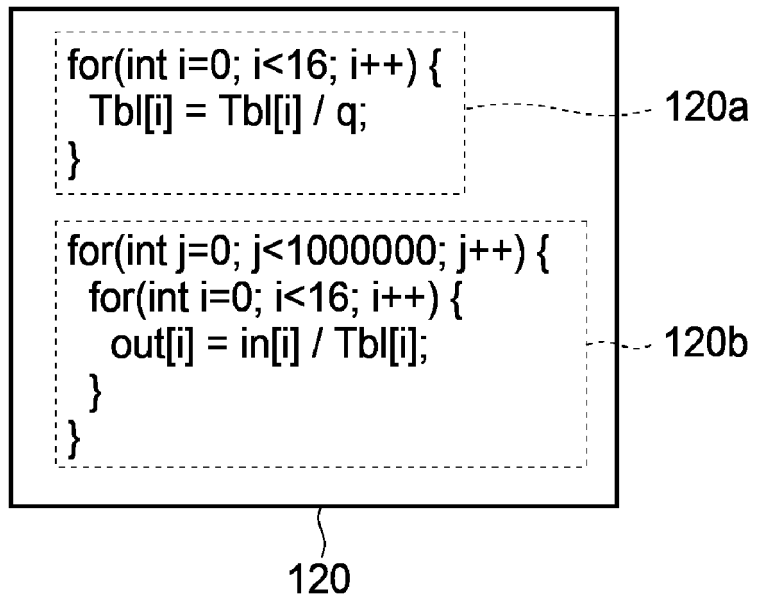 for(int i=0; i<16; i++) {
Tbl[i] = Tbl[i] / q;
}
120a
for(int j=0; j<1000000; j++) {
for(int i=0; i<16; i++) {
out[i] = in[i] / Tbl[i];
}
}
120b
120